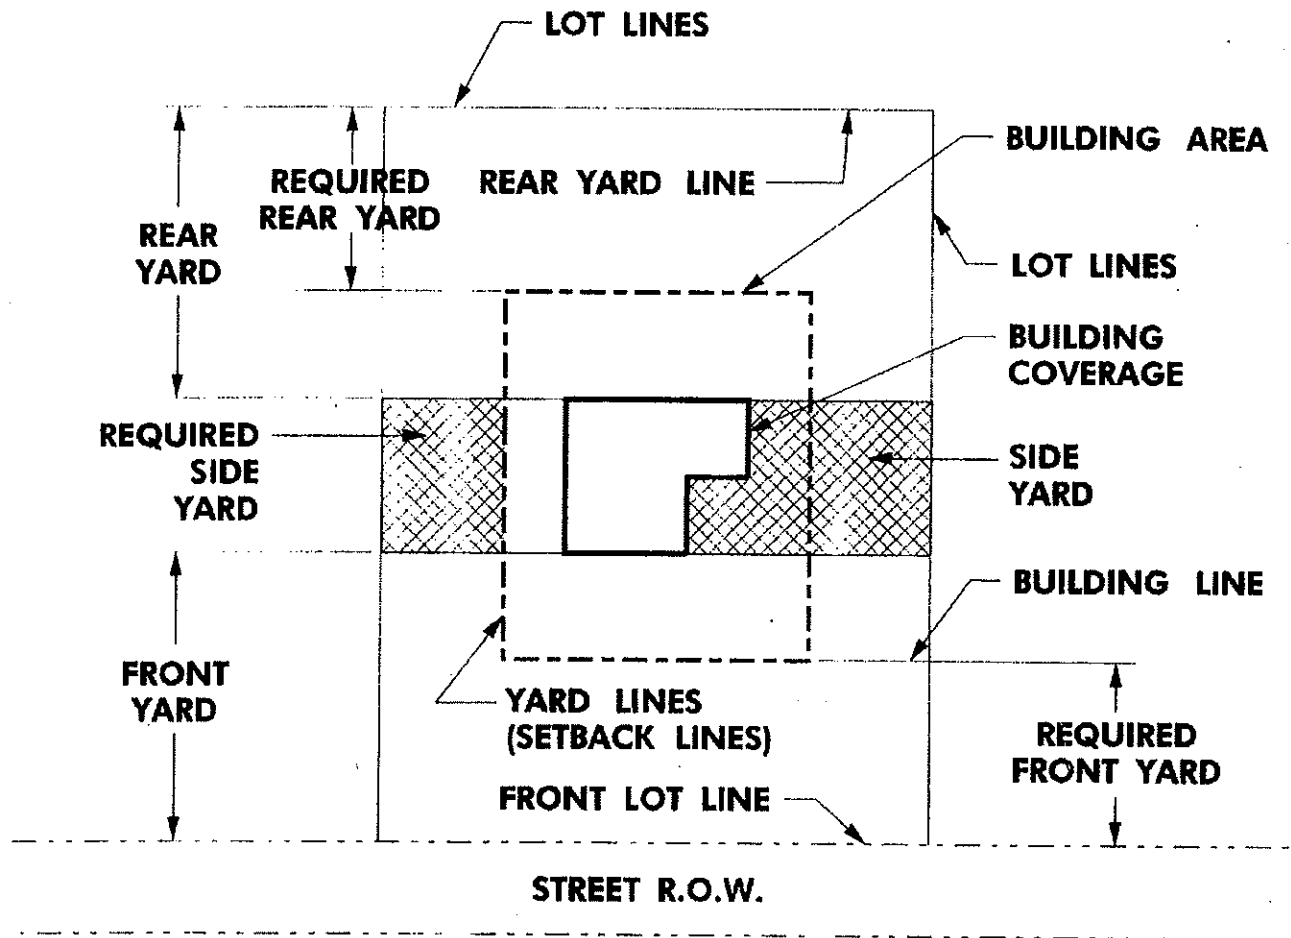 LOT LINES
BUILDING AREA
REQUIRED
REAR YARD
REAR YARD LINE
REAR
YARD
LOT LINES
BUILDING
COVERAGE
REQUIRED
SIDE
YARD
SIDE
YARD
BUILDING LINE
FRONT
YARD
YARD LINES
(SETBACK LINES)
REQUIRED
FRONT YARD
FRONT LOT LINE
STREET R.O.W.